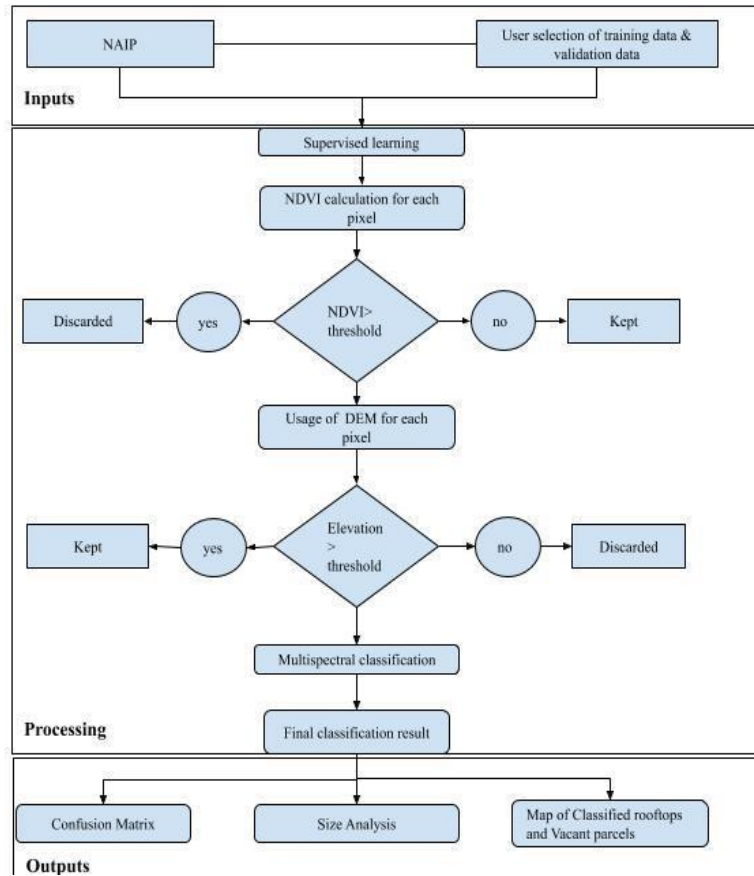 NAIP
User selection of training data &
validation data
Inputs
Supervised learning
NDVI calculation for each
pixel
NDVI>
threshold
Discarded
yes
no
Kept
Usage of DEM for each
pixel
Elevation
>
threshold
Kept
yes
no
Discarded
Multispectral classification
Processing
Final classification result
Confusion Matrix
Size Analysis
Map of Classified rooftops
and Vacant parcels
Outputs